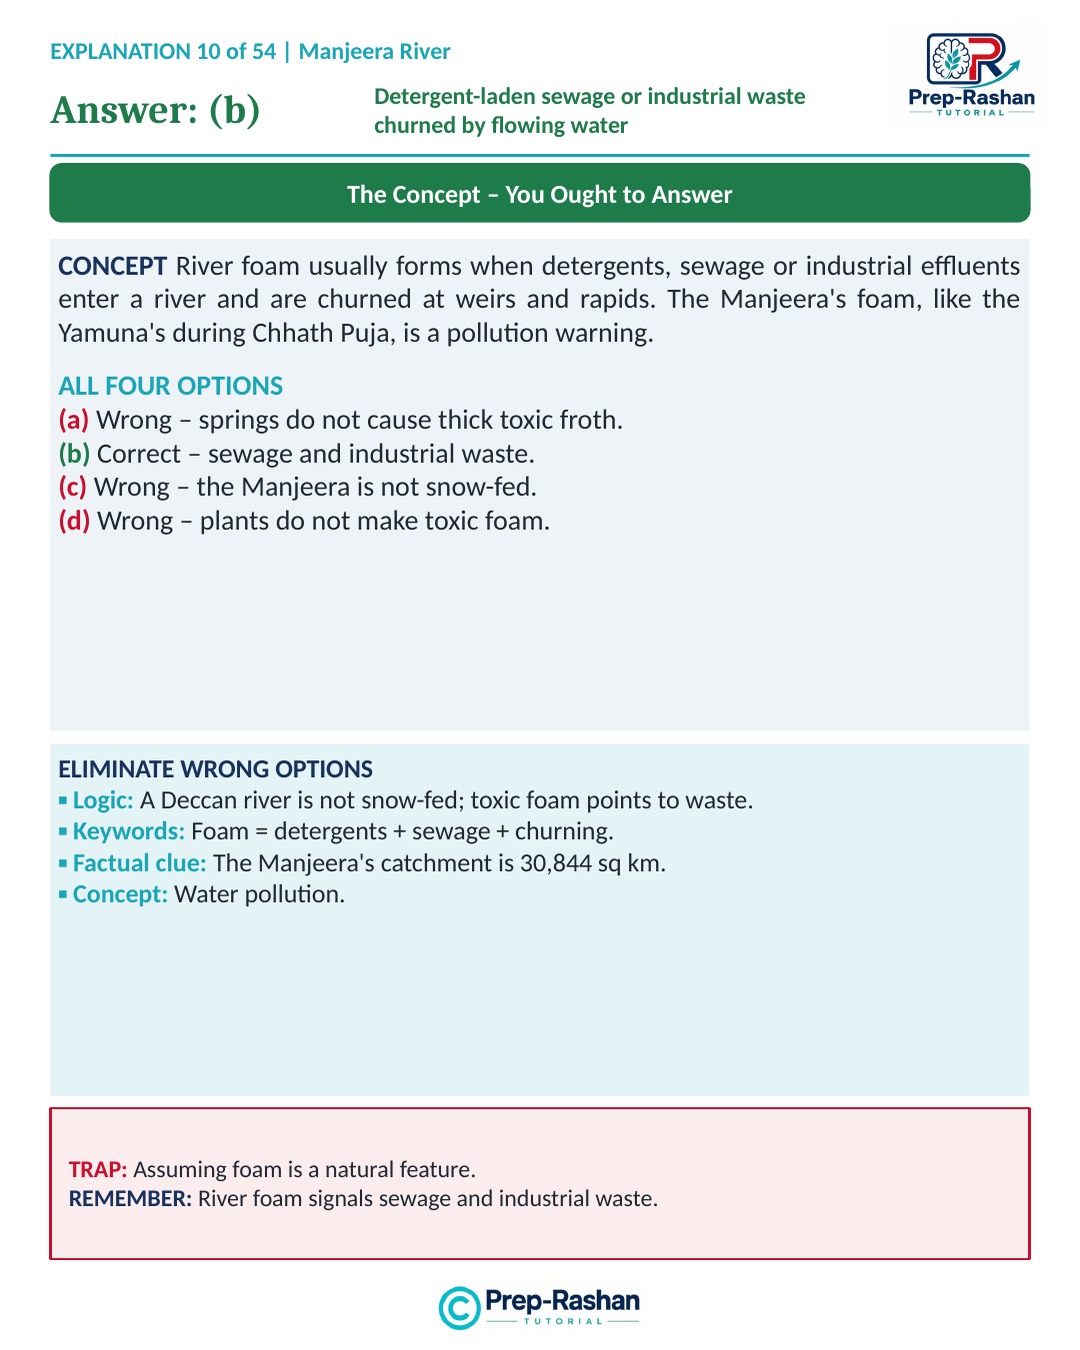 EXPLANATION 10 of 54 | Manjeera River
Prep-Rashan
TUTORIAL
Answer: (b)
Detergent-laden sewage or industrial waste
churned by flowing water
The Concept – You Ought to Answer
CONCEPT River foam usually forms when detergents, sewage or industrial effluents
enter a river and are churned at weirs and rapids. The Manjeera's foam, like the
Yamuna's during Chhath Puja, is a pollution warning.
ALL FOUR OPTIONS
(a) Wrong – springs do not cause thick toxic froth.
(b) Correct – sewage and industrial waste.
(c) Wrong – the Manjeera is not snow-fed.
(d) Wrong – plants do not make toxic foam.
ELIMINATE WRONG OPTIONS
▪ Logic: A Deccan river is not snow-fed; toxic foam points to waste.
▪ Keywords: Foam = detergents + sewage + churning.
▪ Factual clue: The Manjeera's catchment is 30,844 sq km.
▪ Concept: Water pollution.
TRAP: Assuming foam is a natural feature.
REMEMBER: River foam signals sewage and industrial waste.
© Prep-Rashan
TUTORIAL